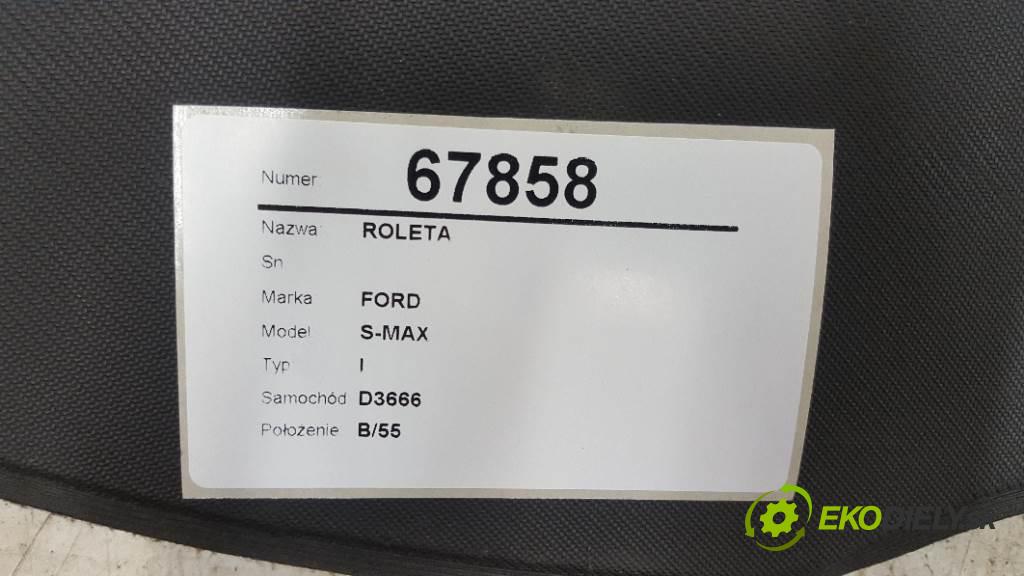 Numer 67858
Nazwa ROLETA
Sn
Marka FORD
Model S-MAX
Typ I
Samochód D3666
Położenie B/55
EKODIELY.SK